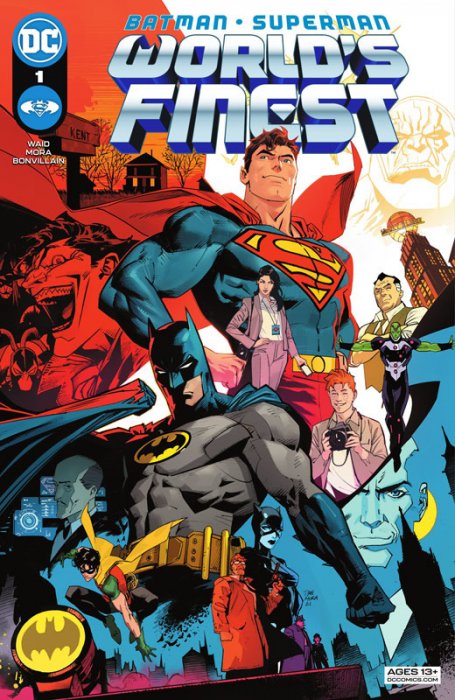 DC
BATMAN • SUPERMAN
WORLD'S
FINEST
1
WAID
MORA
BONVILLAIN
KENT
S
AGES 13+
DCCOMICS.COM